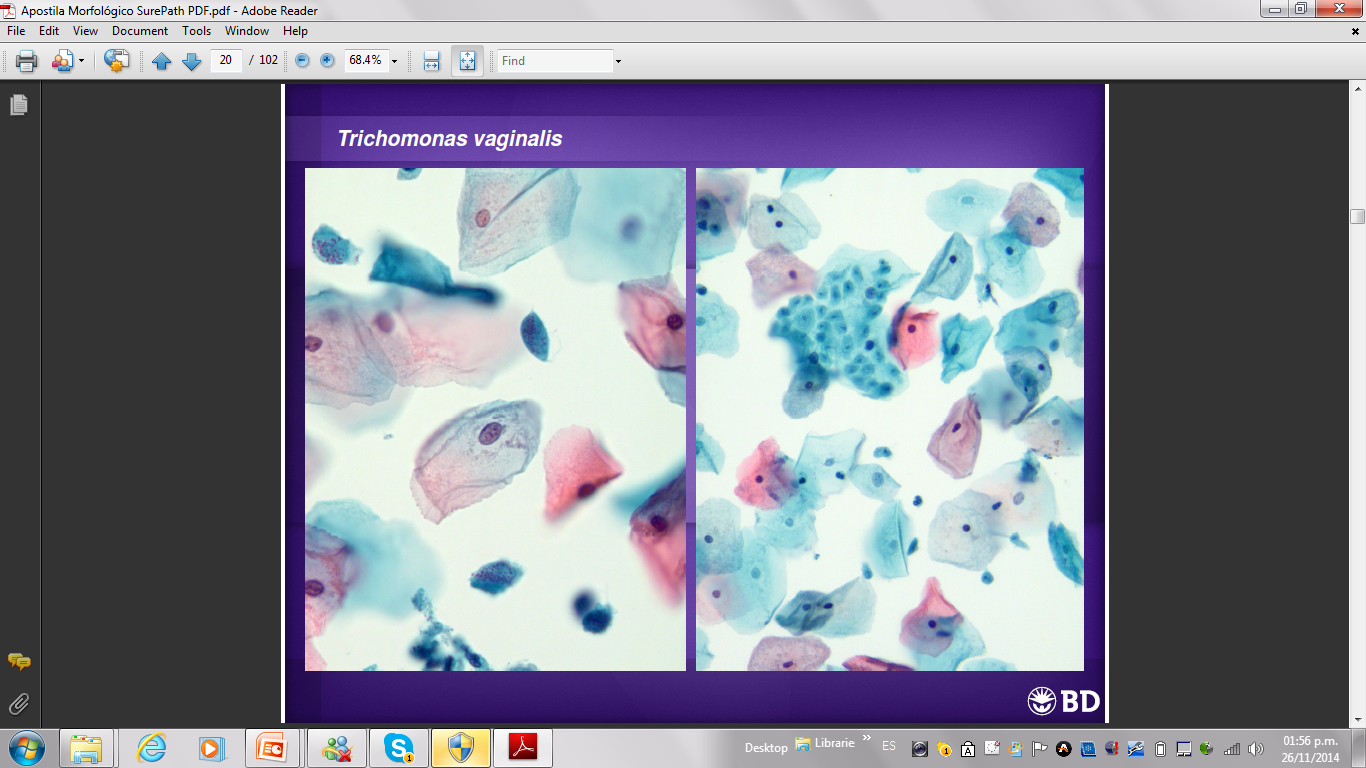 Apostila Morfológico SurePath PDF.pdf - Adobe Reader
File Edit View Document Tools Window Help
20 / 102 68.4% Find
Trichomonas vaginalis
BD
Desktop Librarie » ES 01:56 p.m.
26/11/2014